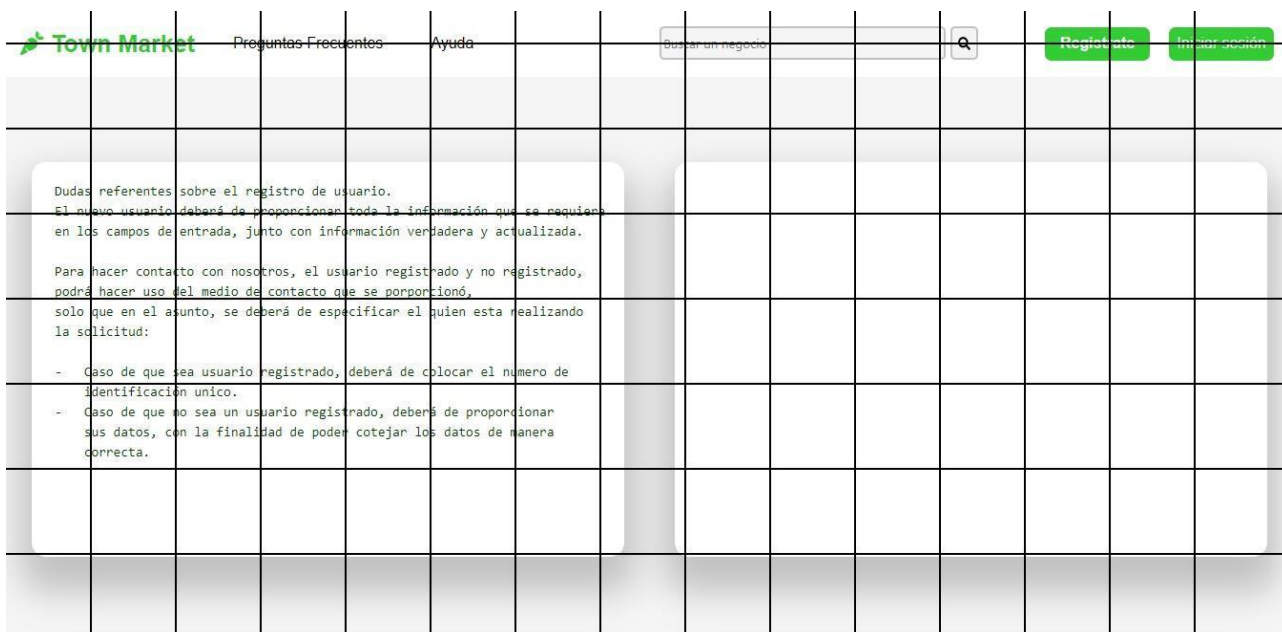 Town Market
Preguntas Frecuentes
Ayuda
Buscar un negocio
Registrate
Iniciar sesión
Dudas referentes sobre el registro de usuario.
El nuevo usuario deberá de proporcionar toda la información que se requiere
en los campos de entrada, junto con información verdadera y actualizada.
Para hacer contacto con nosotros, el usuario registrado y no registrado,
podrá hacer uso del medio de contacto que se porporcionó,
solo que en el asunto, se deberá de especificar el quien esta realizando
la solicitud:
- Caso de que sea usuario registrado, deberá de colocar el numero de
identificación unico.
- Caso de que no sea un usuario registrado, deberá de proporcionar
sus datos, con la finalidad de poder cotejar los datos de manera
correcta.